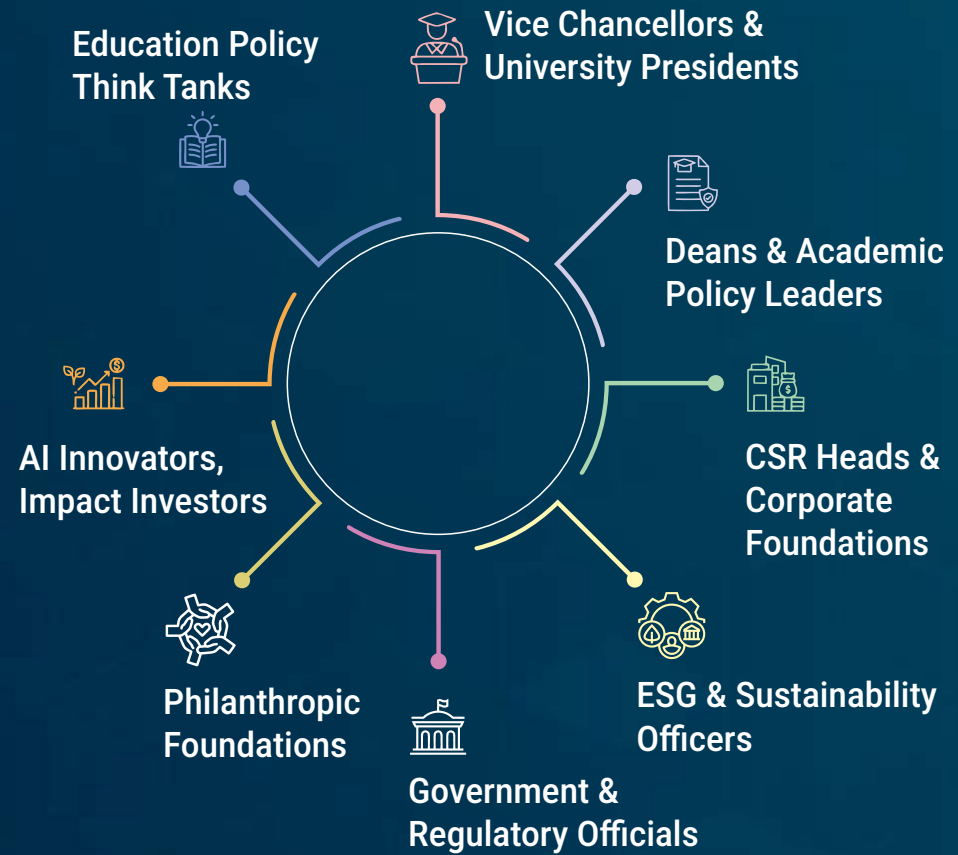 Education Policy
Think Tanks
Vice Chancellors &
University Presidents
Deans & Academic
Policy Leaders
CSR Heads &
Corporate
Foundations
ESG & Sustainability
Officers
Government &
Regulatory Officials
Philanthropic
Foundations
AI Innovators,
Impact Investors